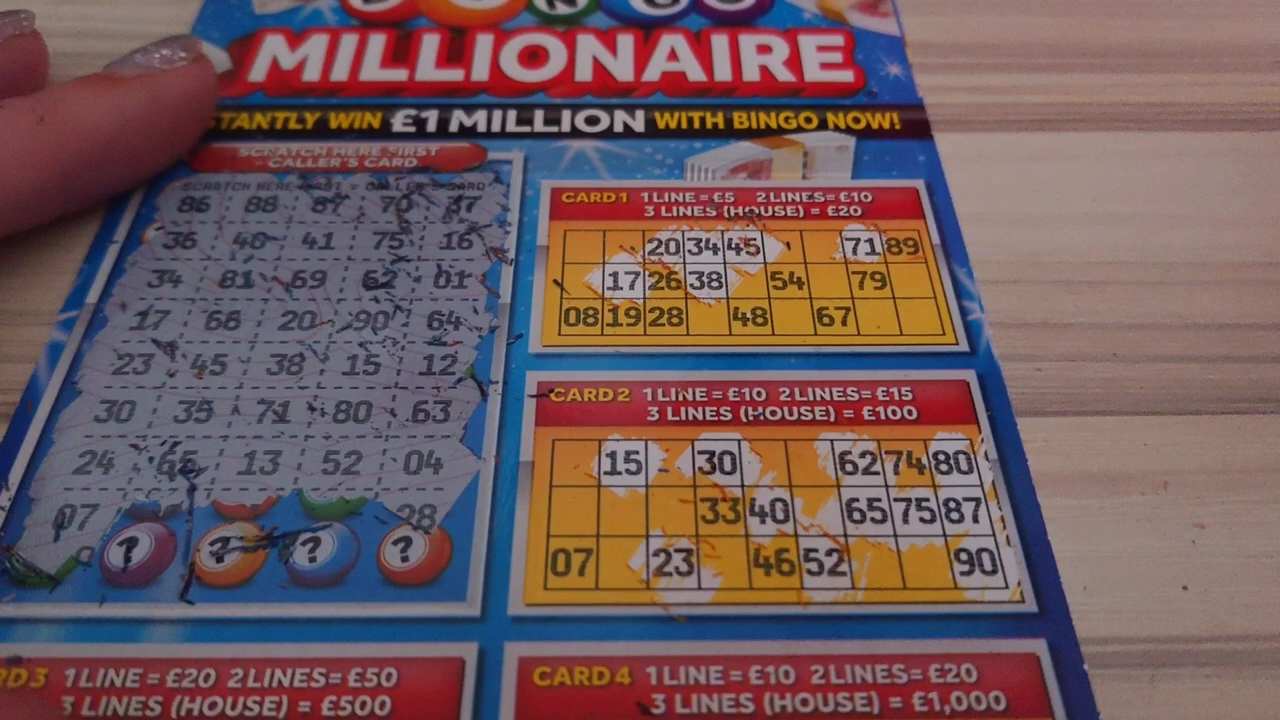 MILLIONAIRE
STANTLY WIN £1 MILLION WITH BINGO NOW!
SCRATCH HERE FIRST
- CALLER'S CARD
86 88 87 70 37
36 40 41 75 16
34 81 69 62 01
17 66 20 90 64
23 45 38 15 12
30 35 71 80 63
24 65 13 52 04
07 28
? ? ? ?
CARD 1 1 LINE = £5 2 LINES = £10
3 LINES (HOUSE) = £20
20 34 45 71 89
17 26 38 54 79
08 19 28 48 67
CARD 2 1 LINE = £10 2 LINES = £15
3 LINES (HOUSE) = £100
15 30 62 74 80
33 40 65 75 87
07 23 46 52 90
RD 3 1 LINE = £20 2 LINES = £50
3 LINES (HOUSE) = £500
CARD 4 1 LINE = £10 2 LINES = £20
3 LINES (HOUSE) = £1,000